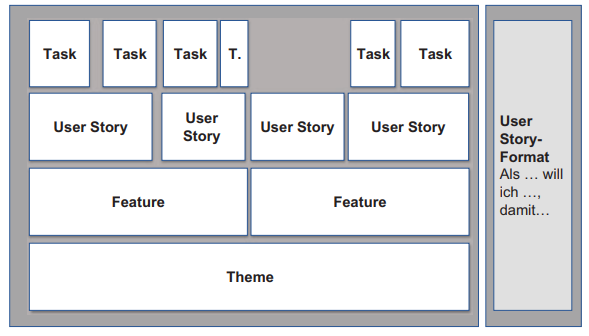 Task Task Task T. Task Task
User Story User Story User Story User Story
Feature Feature
Theme
User
Story-
Format
Als … will
ich …,
damit…